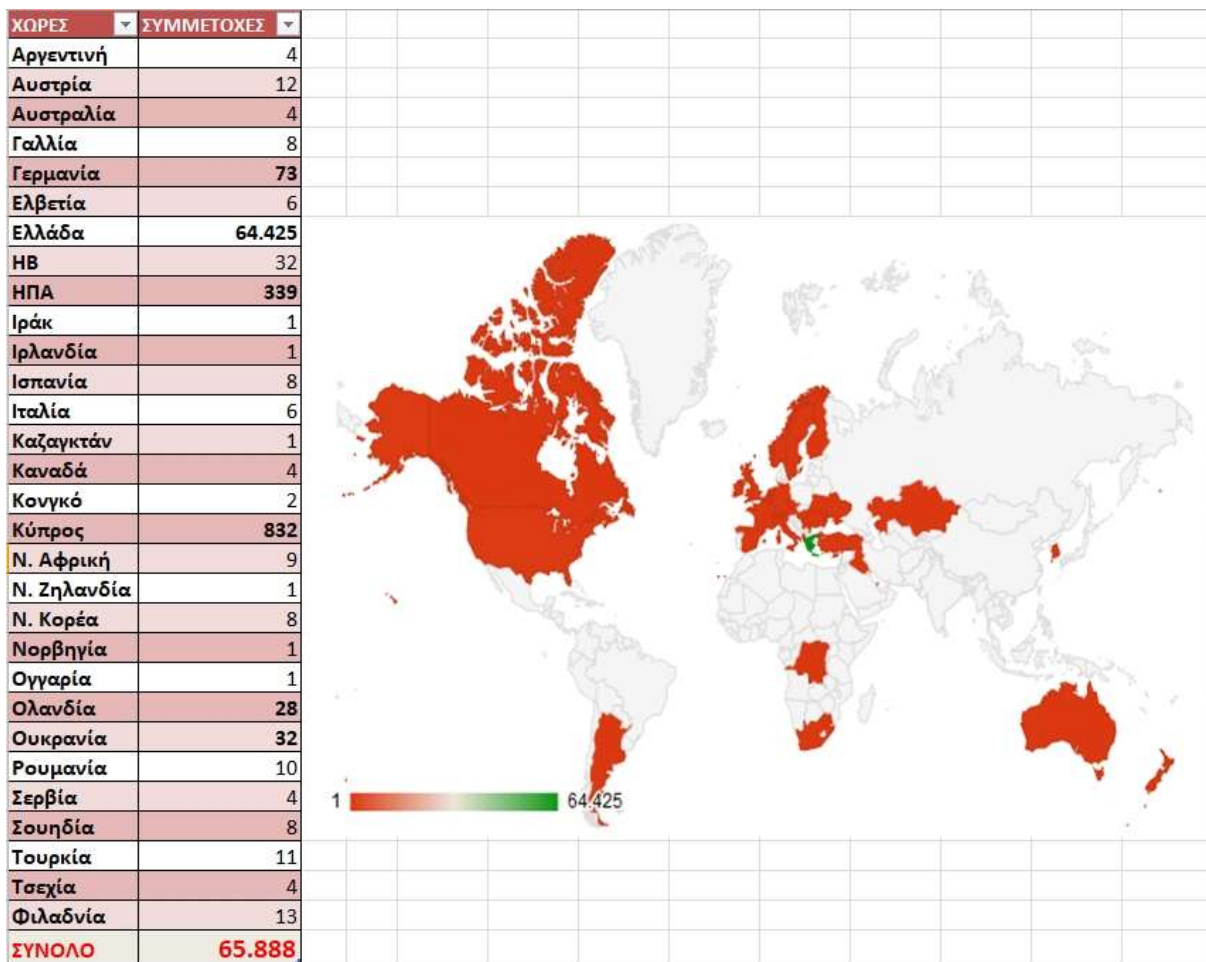 ΧΩΡΕΣ ΣΥΜΜΕΤΟΧΕΣ
Αργεντινή 4
Αυστρία 12
Αυστραλία 4
Γαλλία 8
Γερμανία 73
Ελβετία 6
Ελλάδα 64.425
ΗΒ 32
ΗΠΑ 339
Ιράκ 1
Ιρλανδία 1
Ισπανία 8
Ιταλία 6
Καζαγκτάν 1
Καναδά 4
Κονγκό 2
Κύπρος 832
Ν. Αφρική 9
Ν. Ζηλανδία 1
Ν. Κορέα 8
Νορβηγία 1
Ογγαρία 1
Ολανδία 28
Ουκρανία 32
Ρουμανία 10
Σερβία 4
Σουηδία 8
Τουρκία 11
Τσεχία 4
Φιλαδνία 13
ΣΥΝΟΛΟ 65.888
1 64.425